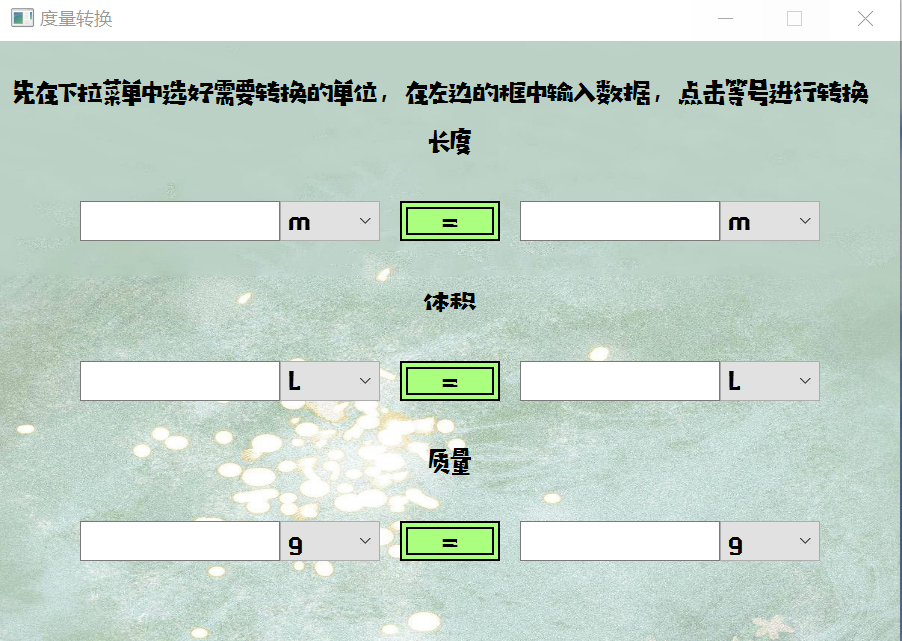 度量转换
先在下拉菜单中选好需要转换的单位，在左边的框中输入数据，点击等号进行转换
长度
m = m
体积
L = L
质量
g = g